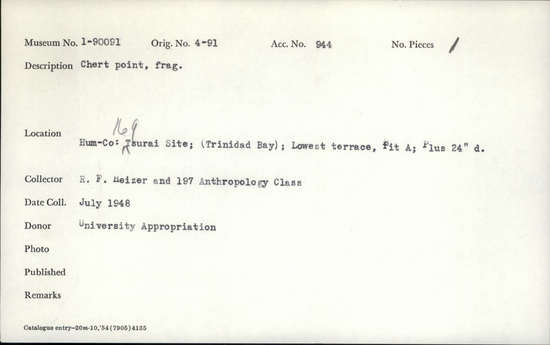 Museum No. 1-90091 Orig. No. 4-91 Acc. No. 944 No. Pieces /
Description Chert point, frag.
169
Location Hum-Co: Tsurai Site; (Trinidad Bay); Lowest terrace, Pit A; Plus 24" d.
Collector R. F. Heizer and 197 Anthropology Class
Date Coll. July 1948
Donor University Appropriation
Photo
Published
Remarks
Catalogue entry—20m-10,'54(7905)4135